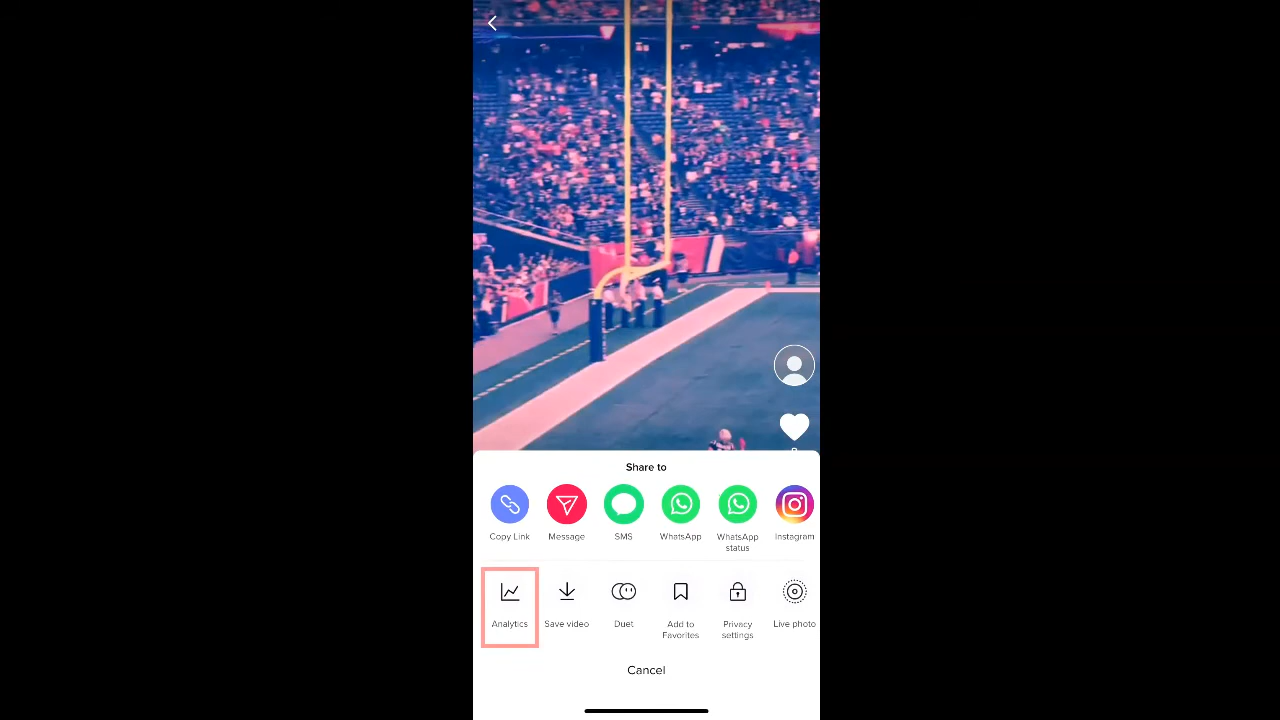 Share to
Copy Link
Message
SMS
WhatsApp
WhatsApp
status
Instagram
Analytics
Save video
Duet
Add to
Favorites
Privacy
settings
Live photo
Cancel